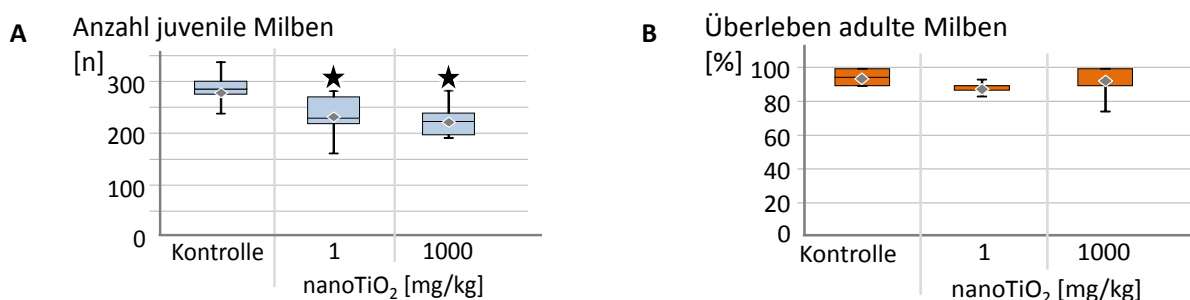 A
Anzahl juvenile Milben
[n]
300
200
100
0
Kontrolle
1
1000
nanoTiO₂ [mg/kg]
B
Überleben adulte Milben
[%]
100
80
60
40
20
0
Kontrolle
1
1000
nanoTiO₂ [mg/kg]